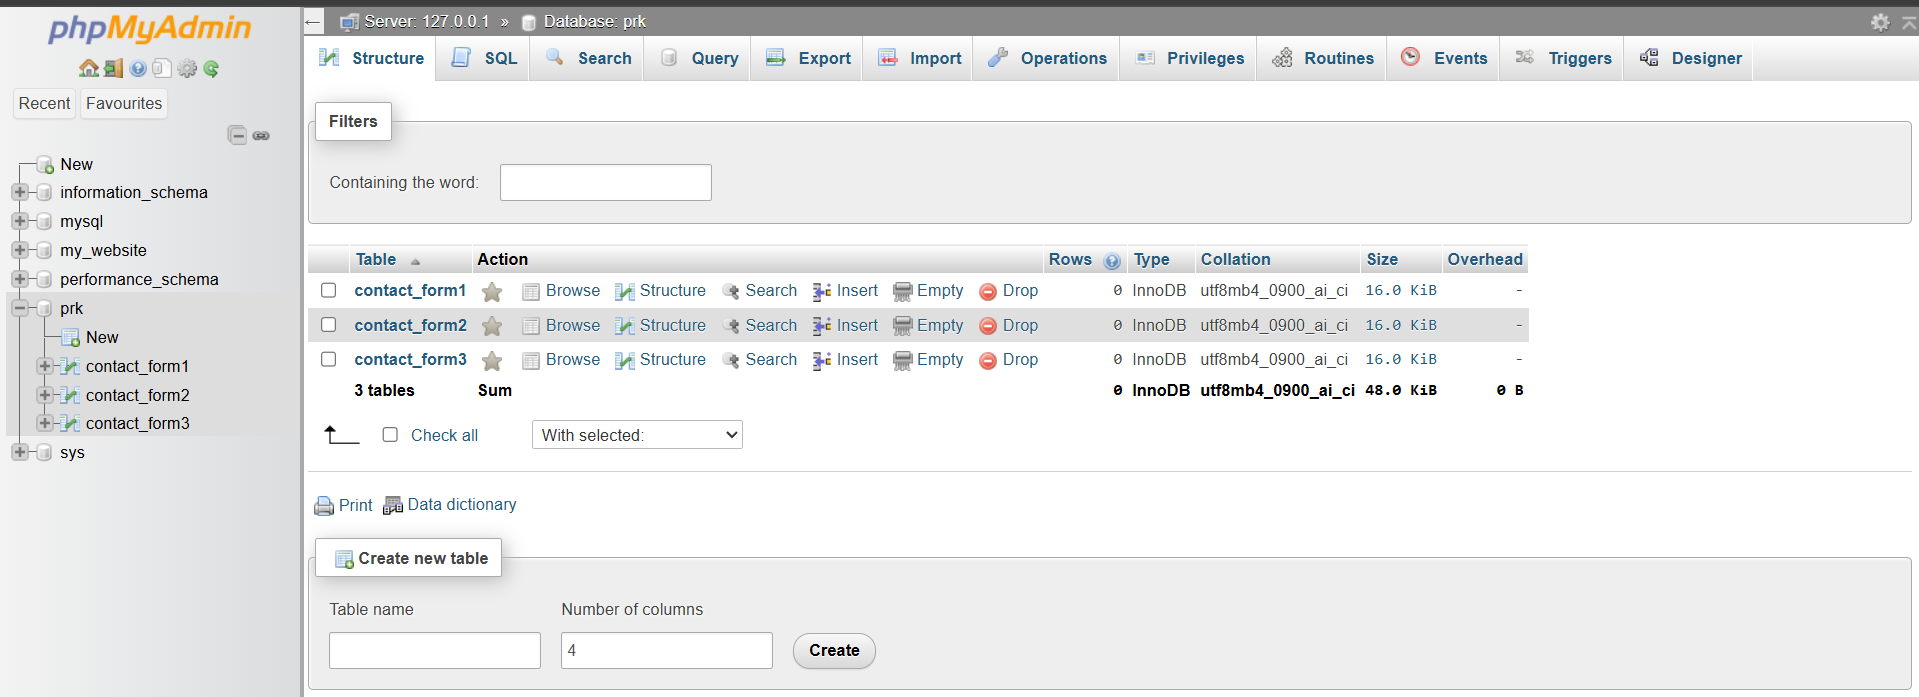 phpMyAdmin
Recent Favourites
New
information_schema
mysql
my_website
performance_schema
prk
New
contact_form1
contact_form2
contact_form3
sys
Server: 127.0.0.1 » Database: prk
Structure SQL Search Query Export Import Operations Privileges Routines Events Triggers Designer
Filters
Containing the word:
Table Action Rows Type Collation Size Overhead
contact_form1 Browse Structure Search Insert Empty Drop 0 InnoDB utf8mb4_0900_ai_ci 16.0 KiB -
contact_form2 Browse Structure Search Insert Empty Drop 0 InnoDB utf8mb4_0900_ai_ci 16.0 KiB -
contact_form3 Browse Structure Search Insert Empty Drop 0 InnoDB utf8mb4_0900_ai_ci 16.0 KiB -
3 tables Sum 0 InnoDB utf8mb4_0900_ai_ci 48.0 KiB 0 B
Check all With selected:
Print Data dictionary
Create new table
Table name Number of columns
4 Create